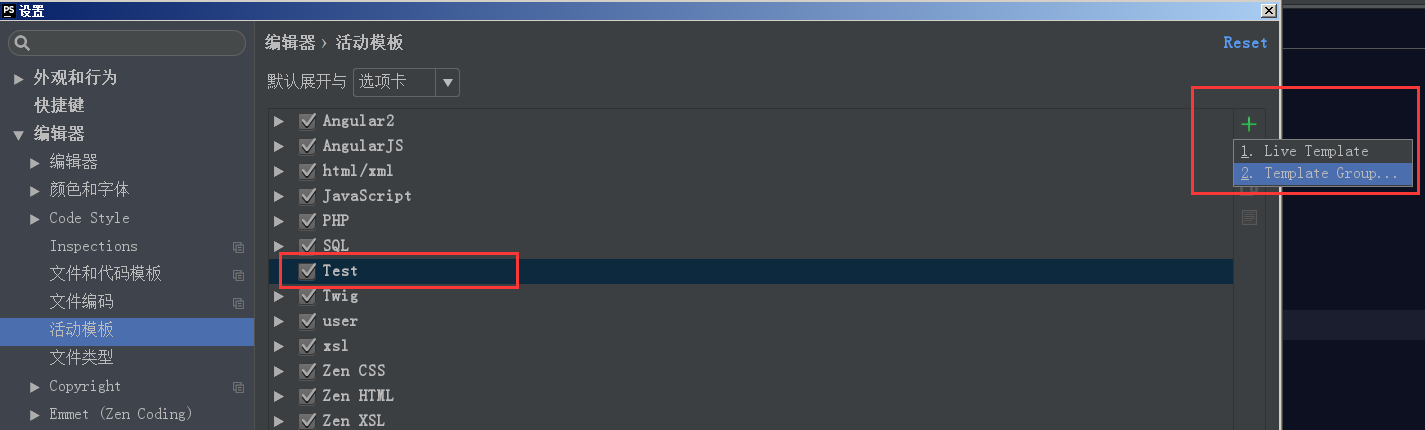 PS 设置
编辑器 › 活动模板
Reset
默认展开与 选项卡
外观和行为
快捷键
编辑器
编辑器
颜色和字体
Code Style
Inspections
文件和代码模板
文件编码
活动模板
文件类型
Copyright
Emmet (Zen Coding)
Angular2
AngularJS
html/xml
JavaScript
PHP
SQL
Test
Twig
user
xsl
Zen CSS
Zen HTML
Zen XSL
1. Live Template
2. Template Group...